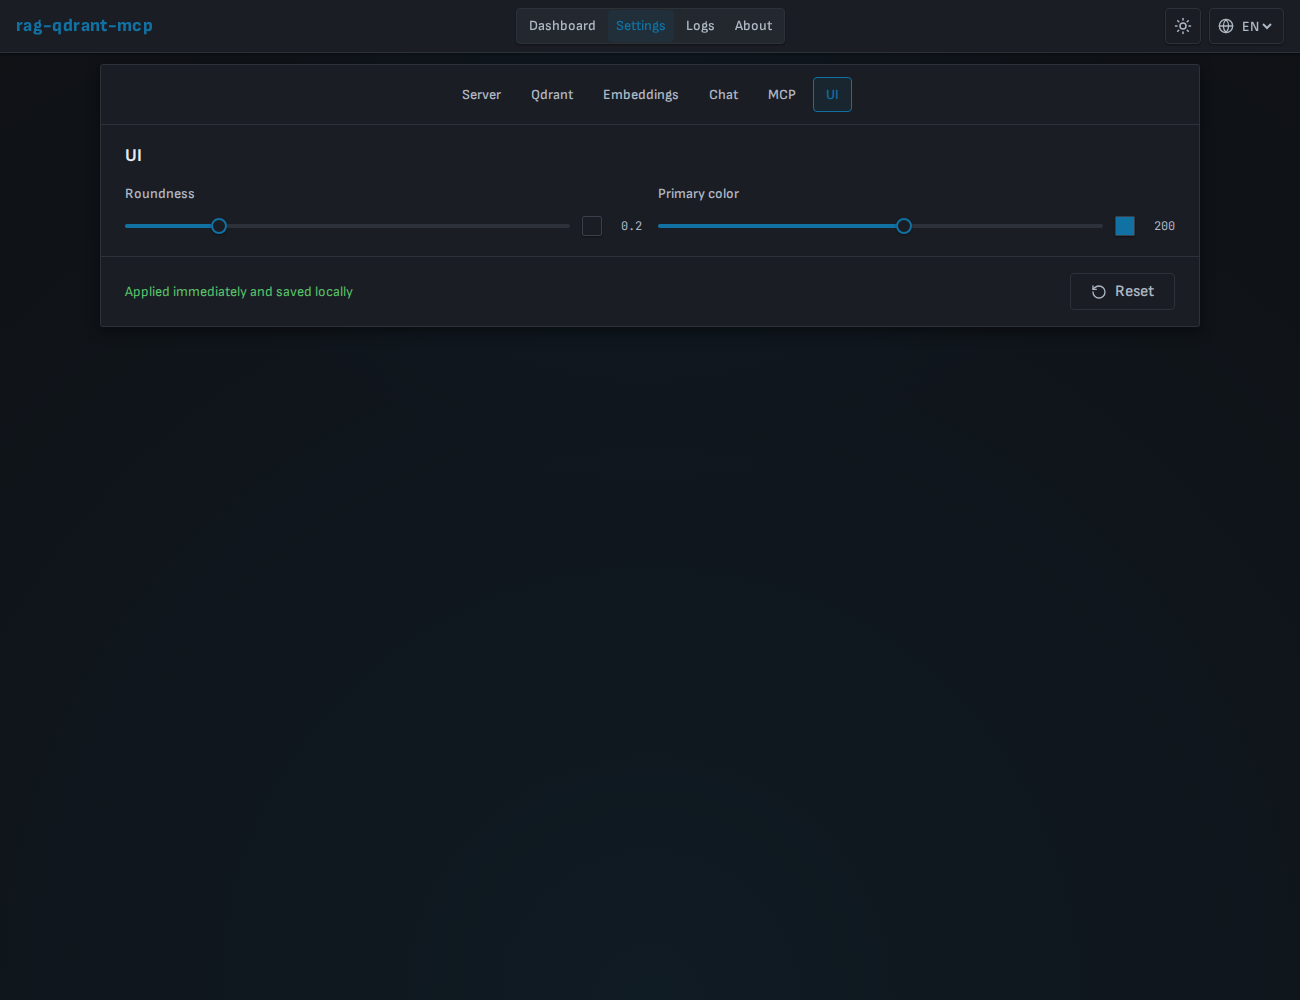 rag-qdrant-mcp
Dashboard Settings Logs About
EN
Server Qdrant Embeddings Chat MCP UI
UI
Roundness
0.2
Primary color
200
Applied immediately and saved locally
Reset